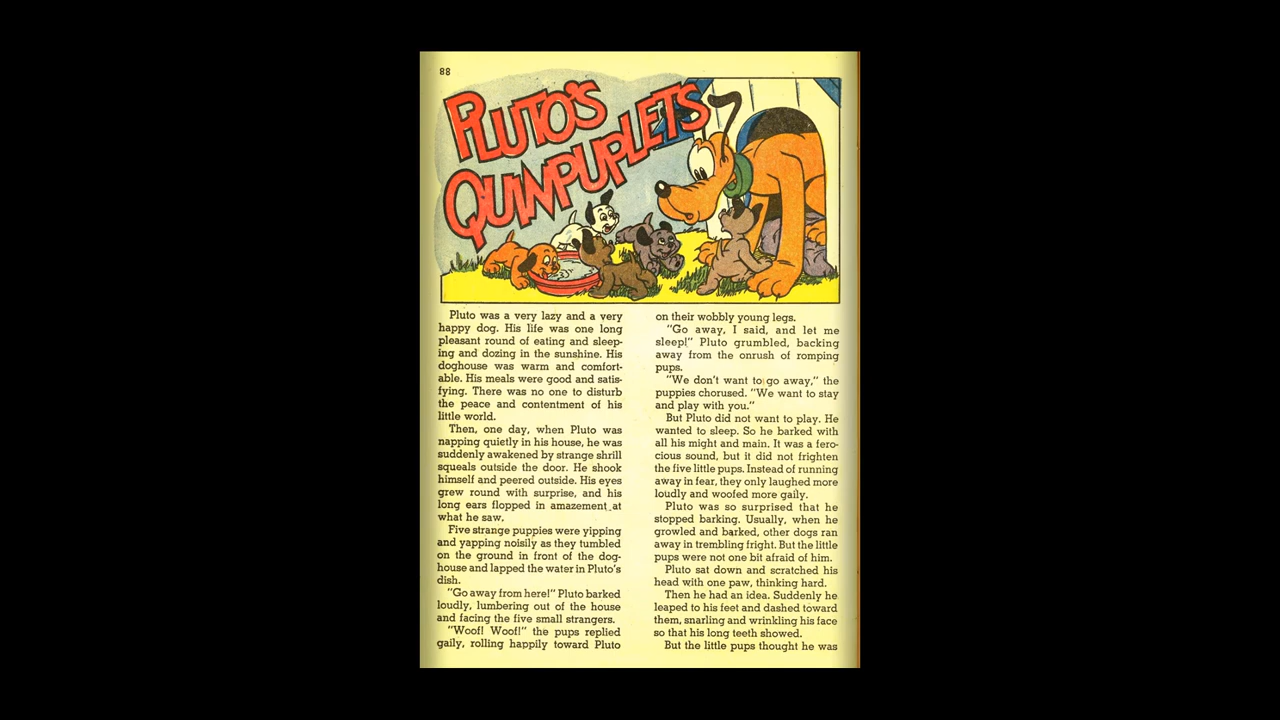 88
PLUTO'S
QUINPUPLETS
Pluto was a very lazy and a very
happy dog. His life was one long
pleasant round of eating and sleep-
ing and dozing in the sunshine. His
doghouse was warm and comfort-
able. His meals were good and satis-
fying. There was no one to disturb
the peace and contentment of his
little world.
Then, one day, when Pluto was
napping quietly in his house, he was
suddenly awakened by strange shrill
squeals outside the door. He shook
himself and peered outside. His eyes
grew round with surprise, and his
long ears flopped in amazement at
what he saw.
Five strange puppies were yipping
and yapping noisily as they tumbled
on the ground in front of the dog-
house and lapped the water in Pluto's
dish.
"Go away from here!" Pluto barked
loudly, lumbering out of the house
and facing the five small strangers.
"Woof! Woof!" the pups replied
gaily, rolling happily toward Pluto
on their wobbly young legs.
"Go away, I said, and let me
sleep!" Pluto grumbled, backing
away from the onrush of romping
pups.
"We don't want to go away," the
puppies chorused. "We want to stay
and play with you."
But Pluto did not want to play. He
wanted to sleep. So he barked with
all his might and main. It was a fero-
cious sound, but it did not frighten
the five little pups. Instead of running
away in fear, they only laughed more
loudly and woofed more gaily.
Pluto was so surprised that he
stopped barking. Usually, when he
growled and barked, other dogs ran
away in trembling fright. But the little
pups were not one bit afraid of him.
Pluto sat down and scratched his
head with one paw, thinking hard.
Then he had an idea. Suddenly he
leaped to his feet and dashed toward
them, snarling and wrinkling his face
so that his long teeth showed.
But the little pups thought he was